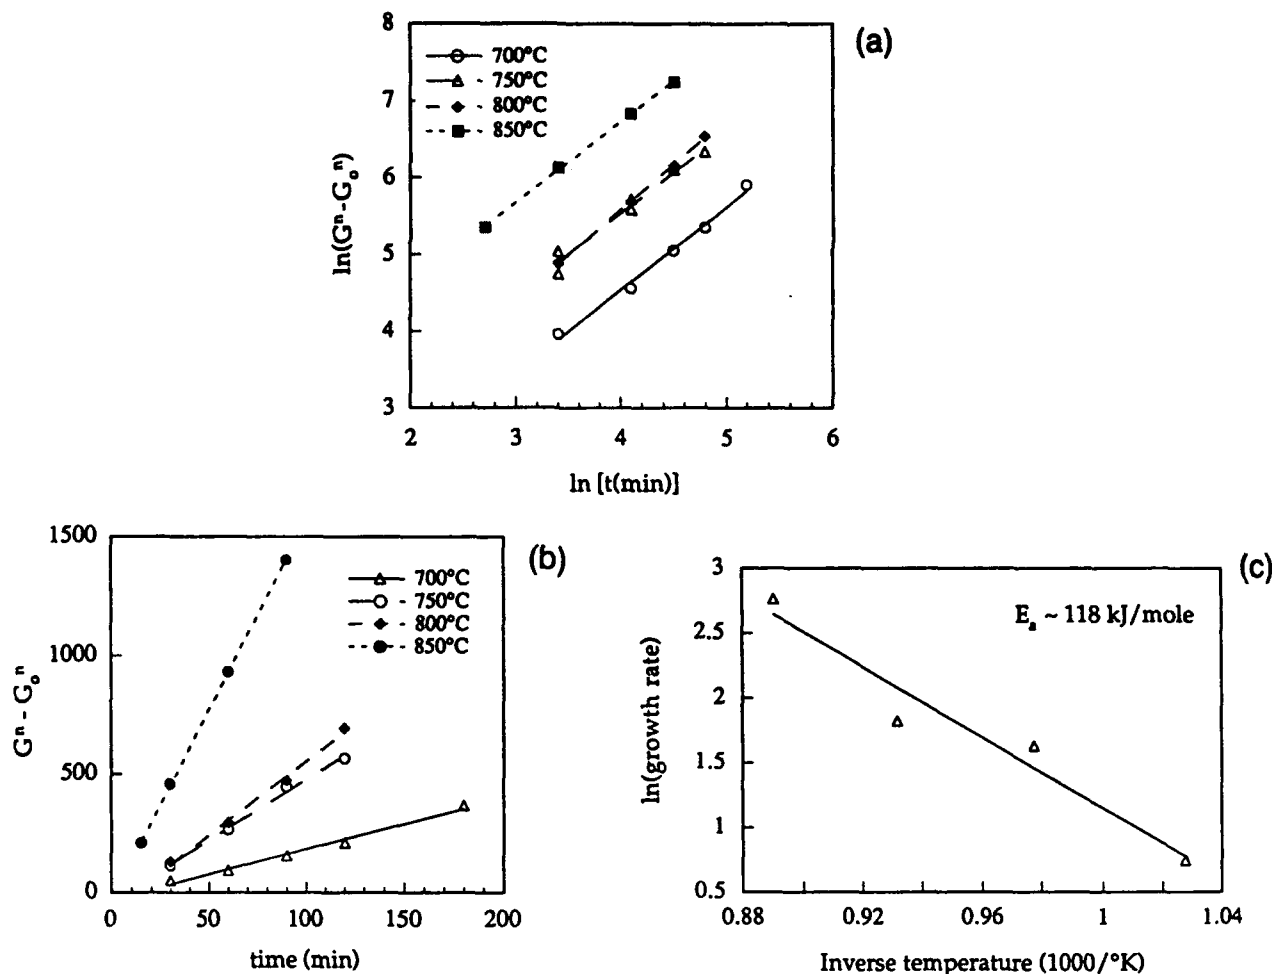 8
(a)
700°C
750°C
800°C
850°C
7
6
5
4
3
ln(Gⁿ-Gₒⁿ)
2 3 4 5 6
ln [t(min)]
1500
(b)
700°C
750°C
800°C
850°C
1000
500
0
Gⁿ - Gₒⁿ
0 50 100 150 200
time (min)
3
(c)
Eₐ ~ 118 kJ/mole
2.5
2
1.5
1
0.5
ln(growth rate)
0.88 0.92 0.96 1 1.04
Inverse temperature (1000/°K)